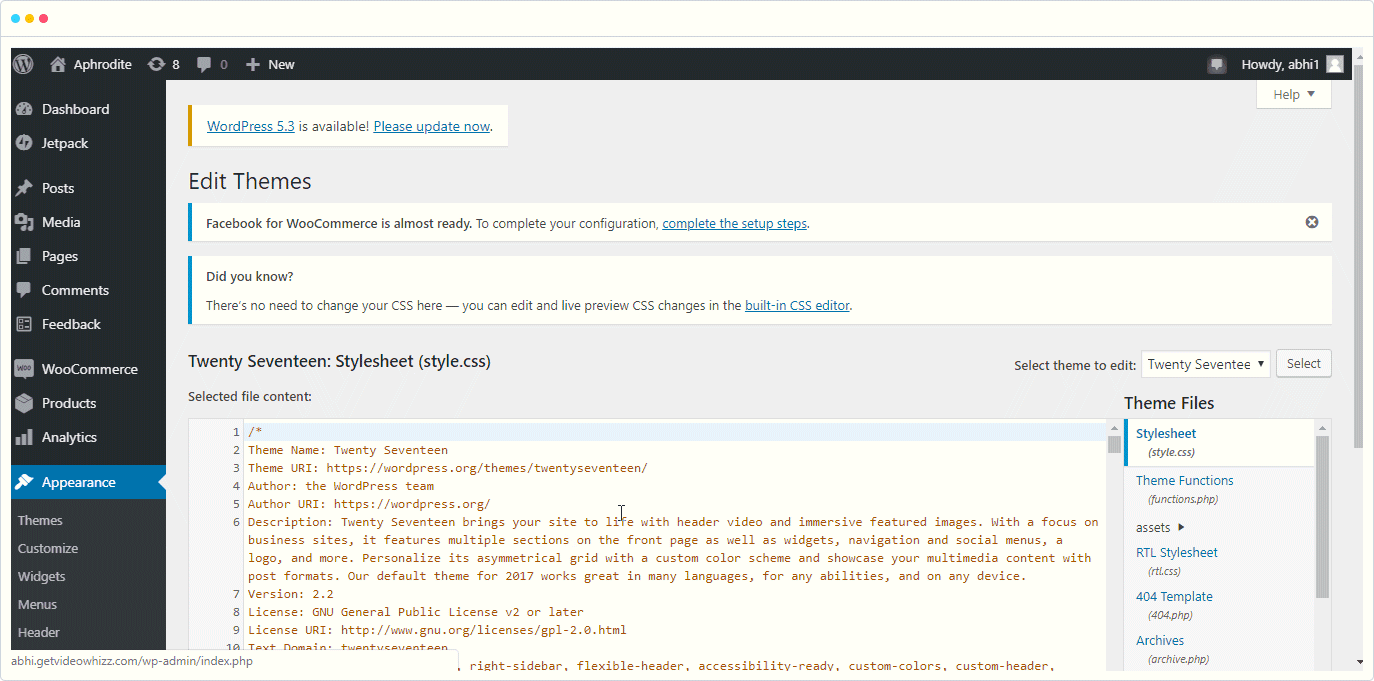 Aphrodite 8 0 New Howdy, abhi1
Help
Dashboard
Jetpack
Posts
Media
Pages
Comments
Feedback
WooCommerce
Products
Analytics
Appearance
Themes
Customize
Widgets
Menus
Header
abhi.getvideowhizz.com/wp-admin/index.php
WordPress 5.3 is available! Please update now.
Edit Themes
Facebook for WooCommerce is almost ready. To complete your configuration, complete the setup steps.
Did you know?
There's no need to change your CSS here — you can edit and live preview CSS changes in the built-in CSS editor.
Twenty Seventeen: Stylesheet (style.css)
Select theme to edit: Twenty Seventee Select
Selected file content:
1 /*
2 Theme Name: Twenty Seventeen
3 Theme URI: https://wordpress.org/themes/twentyseventeen/
4 Author: the WordPress team
5 Author URI: https://wordpress.org/
6 Description: Twenty Seventeen brings your site to life with header video and immersive featured images. With a focus on
business sites, it features multiple sections on the front page as well as widgets, navigation and social menus, a
logo, and more. Personalize its asymmetrical grid with a custom color scheme and showcase your multimedia content with
post formats. Our default theme for 2017 works great in many languages, for any abilities, and on any device.
7 Version: 2.2
8 License: GNU General Public License v2 or later
9 License URI: http://www.gnu.org/licenses/gpl-2.0.html
10 Text Domain: twentyseventeen
, right-sidebar, flexible-header, accessibility-ready, custom-colors, custom-header,
Theme Files
Stylesheet
(style.css)
Theme Functions
(functions.php)
assets
RTL Stylesheet
(rtl.css)
404 Template
(404.php)
Archives
(archive.php)